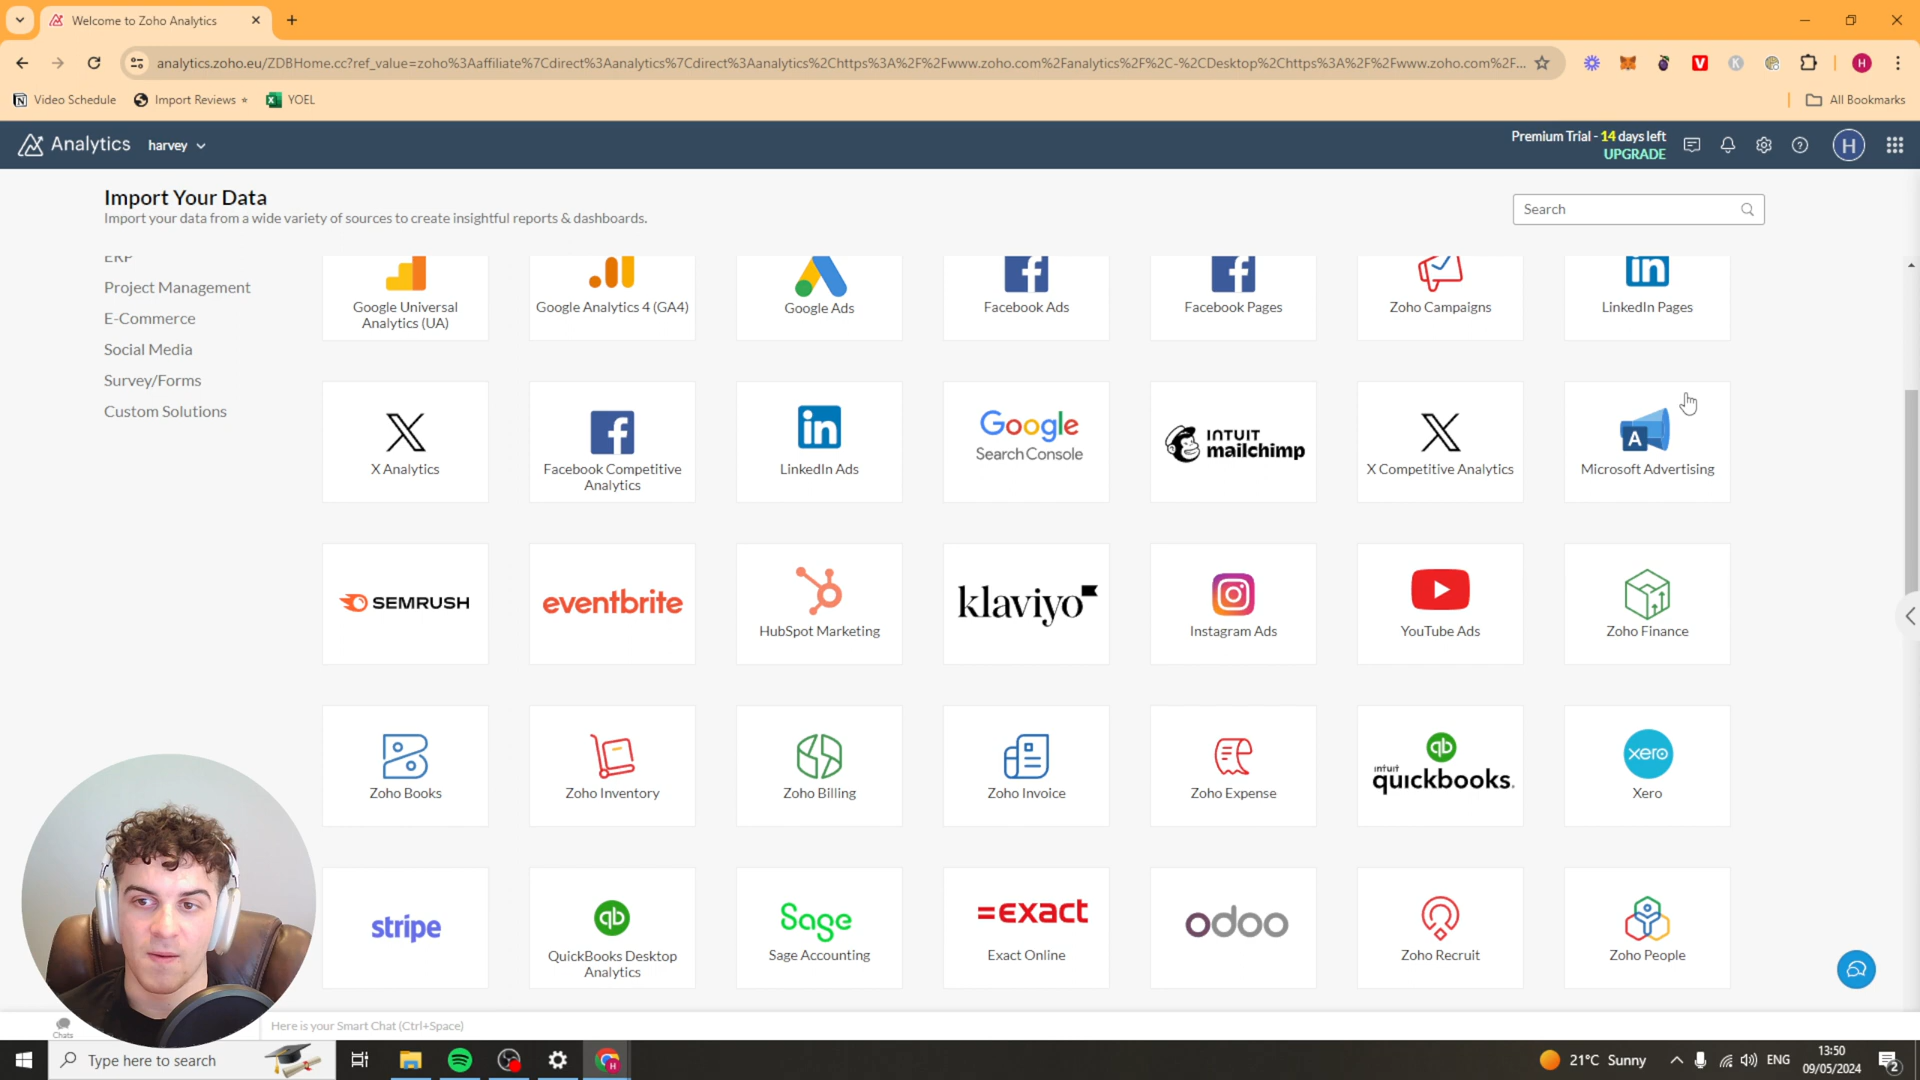 Welcome to Zoho Analytics
analytics.zoho.eu/ZDBHome.cc?ref_value=zoho%3Aaffiliate%7Cdirect%3Aanalytics%7Cdirect%3Aanalytics%2Chttps%3A%2F%2Fwww.zoho.com%2Fanalytics%2F%2C-%2CDesktop%2Chttps%3A%2F%2Fwww.zoho.com%2F...
Video Schedule
Import Reviews
YOEL
All Bookmarks
Analytics
harvey
Premium Trial - 14 days left
UPGRADE
H
Import Your Data
Import your data from a wide variety of sources to create insightful reports & dashboards.
Search
ERP
Project Management
E-Commerce
Social Media
Survey/Forms
Custom Solutions
Google Universal Analytics (UA)
Google Analytics 4 (GA4)
Google Ads
Facebook Ads
Facebook Pages
Zoho Campaigns
LinkedIn Pages
X Analytics
Facebook Competitive Analytics
LinkedIn Ads
Google Search Console
INTUIT mailchimp
X Competitive Analytics
Microsoft Advertising
SEMRUSH
eventbrite
HubSpot Marketing
klaviyo
Instagram Ads
YouTube Ads
Zoho Finance
Zoho Books
Zoho Inventory
Zoho Billing
Zoho Invoice
Zoho Expense
intuit quickbooks.
xero
Xero
stripe
QuickBooks Desktop Analytics
Sage
Sage Accounting
=exact
Exact Online
odoo
Zoho Recruit
Zoho People
Chats
Here is your Smart Chat (Ctrl+Space)
Type here to search
21°C Sunny
ENG
13:50
09/05/2024
2